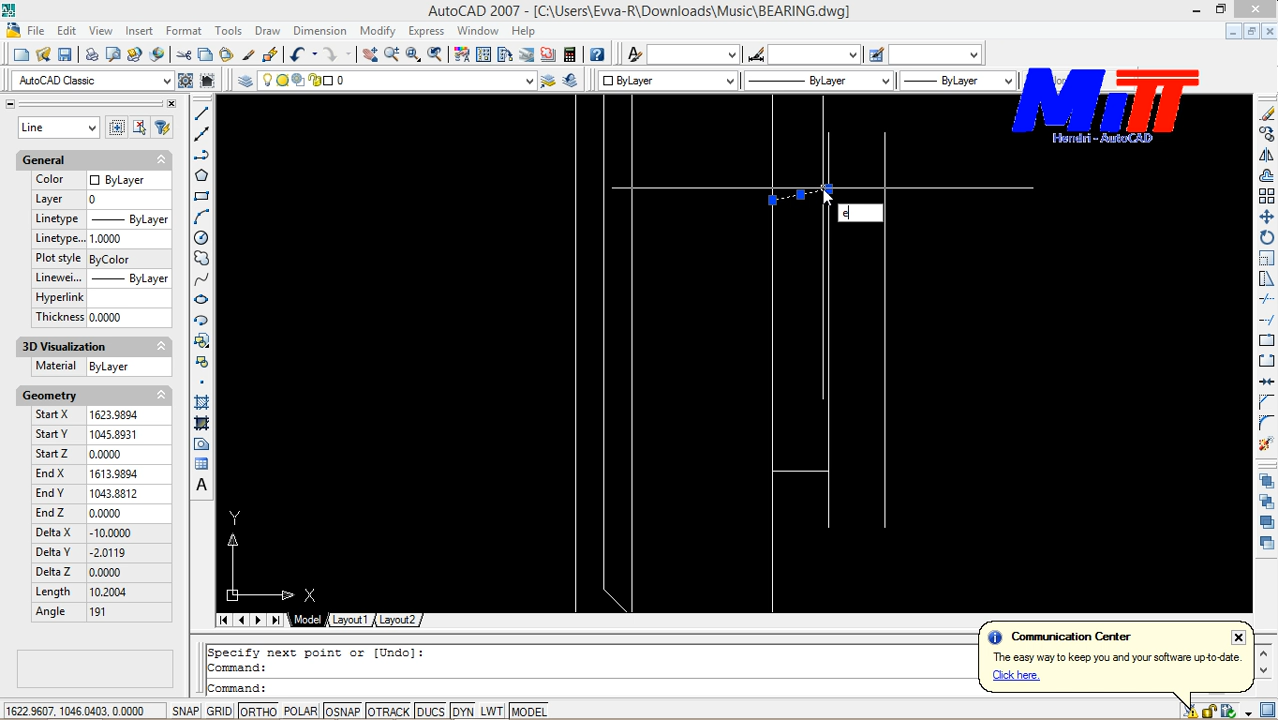 AutoCAD 2007 - [C:\Users\Evva-R\Downloads\Music\BEARING.dwg]
File Edit View Insert Format Tools Draw Dimension Modify Express Window Help
AutoCAD Classic
0
ByLayer
ByLayer
ByLayer
MiTT
Hendri - AutoCAD
Line
General
Color ByLayer
Layer 0
Linetype ByLayer
Linetype... 1.0000
Plot style ByColor
Linewei... ByLayer
Hyperlink
Thickness 0.0000
3D Visualization
Material ByLayer
Geometry
Start X 1623.9894
Start Y 1045.8931
Start Z 0.0000
End X 1613.9894
End Y 1043.8812
End Z 0.0000
Delta X -10.0000
Delta Y -2.0119
Delta Z 0.0000
Length 10.2004
Angle 191
e
A
Y
X
Model Layout1 Layout2
Specify next point or [Undo]:
Command:
Command:
Communication Center
The easy way to keep you and your software up-to-date.
Click here.
1622.9607, 1046.0403, 0.0000 SNAP GRID ORTHO POLAR OSNAP OTRACK DUCS DYN LWT MODEL